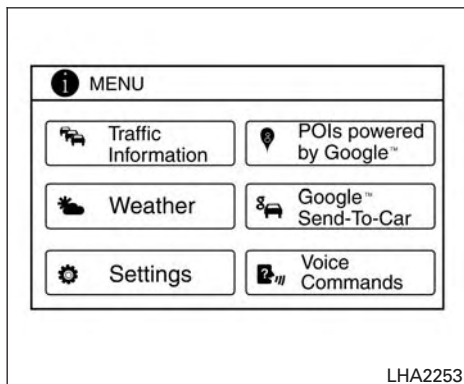 MENU
Traffic
Information
POIs powered
by Google™
Weather
Google™
Send-To-Car
Settings
Voice
Commands
LHA2253